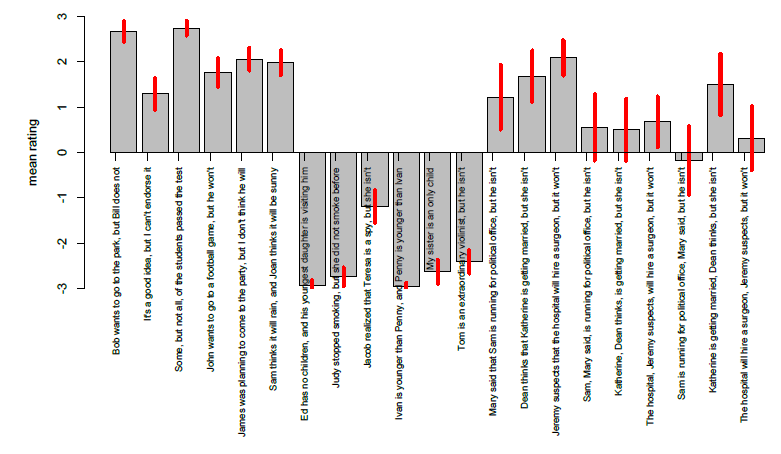 mean rating
3
2
1
0
-1
-2
-3
Bob wants to go to the park, but Bill does not
It's a good idea, but I can't endorse it
Some, but not all, of the students passed the test
John wants to go to a football game, but he won't
James was planning to come to the party, but I don't think he will
Sam thinks it will rain, and Joan thinks it will be sunny
Ed has no children, and his youngest daughter is visiting him
Judy stopped smoking, but she did not smoke before
Jacob realized that Teresa is a spy, but she isn't
Ivan is younger than Penny, and Penny is younger than Ivan
My sister is an only child
Tom is an extraordinary violinist, but he isn't
Mary said that Sam is running for political office, but he isn't
Dean thinks that Katherine is getting married, but she isn't
Jeremy suspects that the hospital will hire a surgeon, but it won't
Sam, Mary said, is running for political office, but he isn't
Katherine, Dean thinks, is getting married, but she isn't
The hospital, Jeremy suspects, will hire a surgeon, but it won't
Sam is running for political office, Mary said, but he isn't
Katherine is getting married, Dean thinks, but she isn't
The hospital will hire a surgeon, Jeremy suspects, but it won't